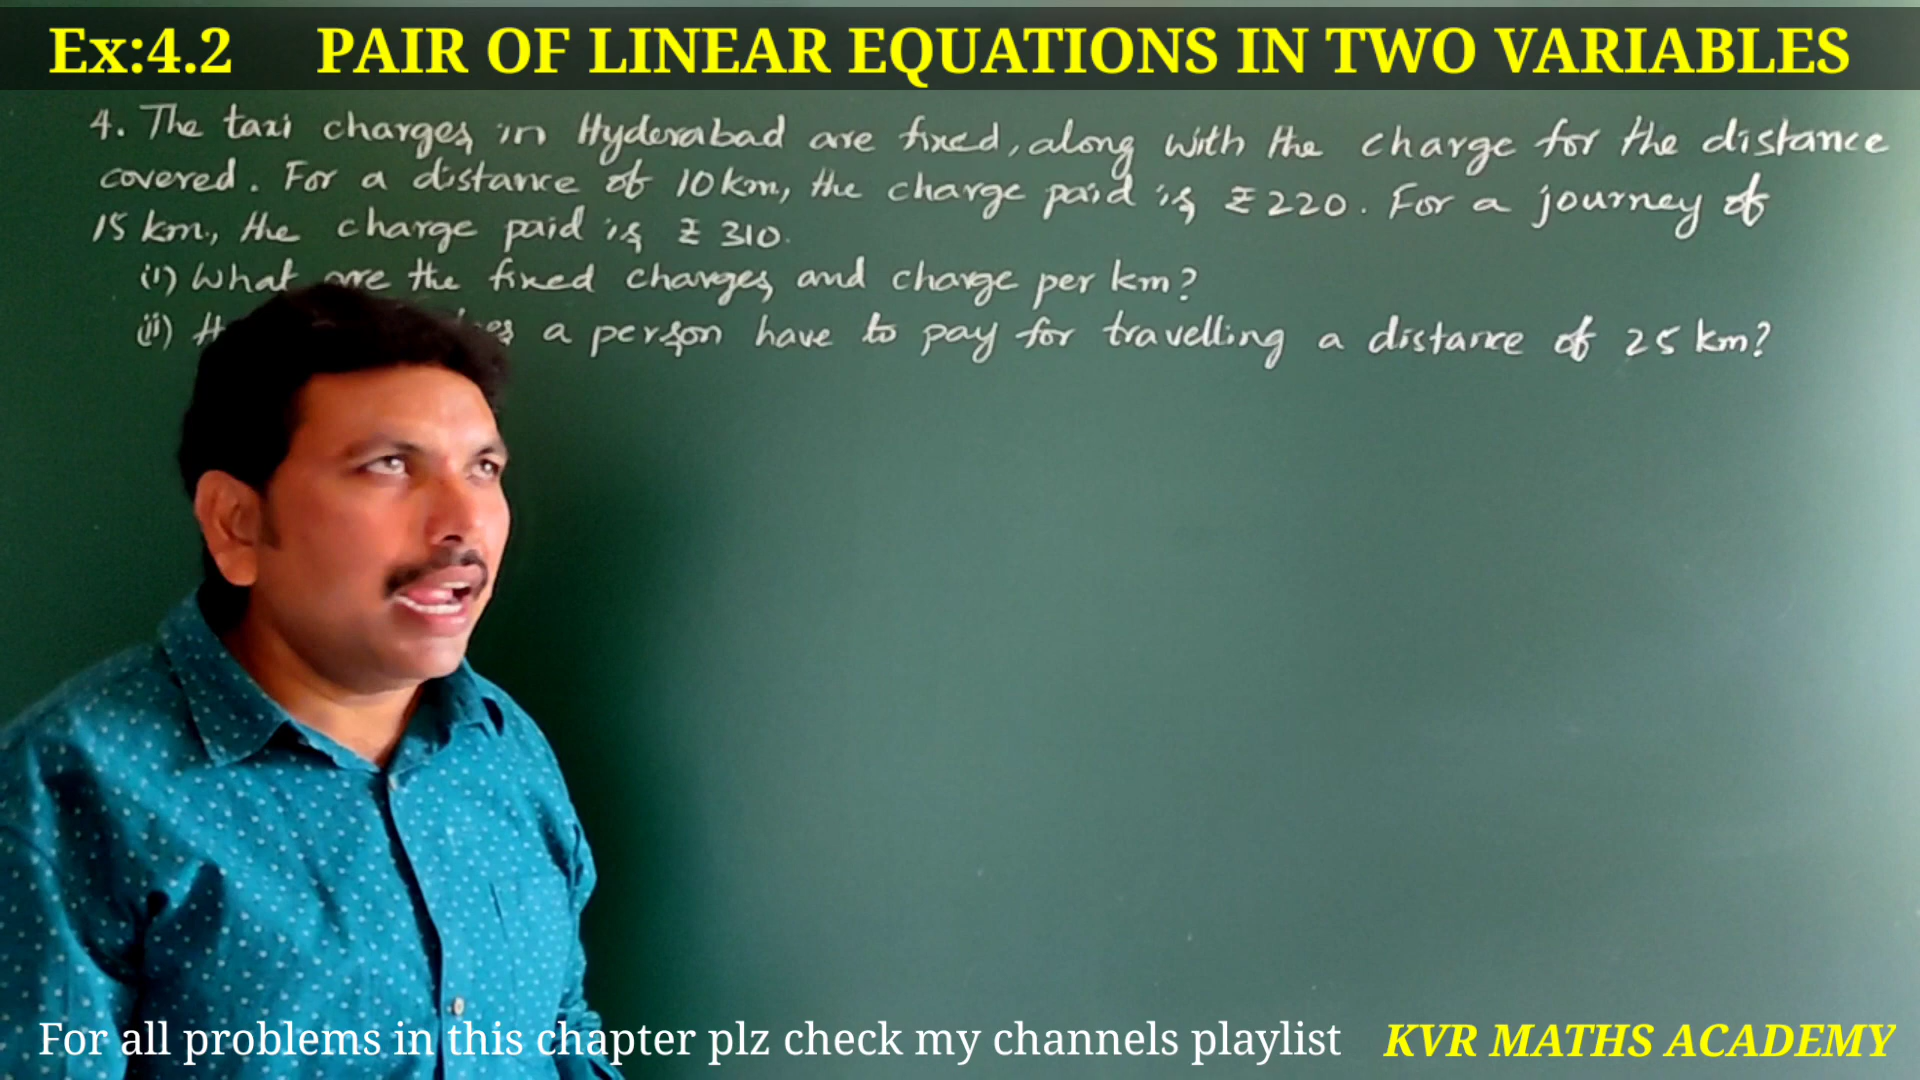 Ex:4.2 PAIR OF LINEAR EQUATIONS IN TWO VARIABLES
4. The taxi charges in Hyderabad are fixed, along with the charge for the distance
covered. For a distance of 10 km, the charge paid is ₹ 220. For a journey of
15 km., the charge paid is ₹ 310.
(i) What are the fixed charges and charge per km?
(ii) a person have to pay for travelling a distance of 25 km?
For all problems in this chapter plz check my channels playlist KVR MATHS ACADEMY